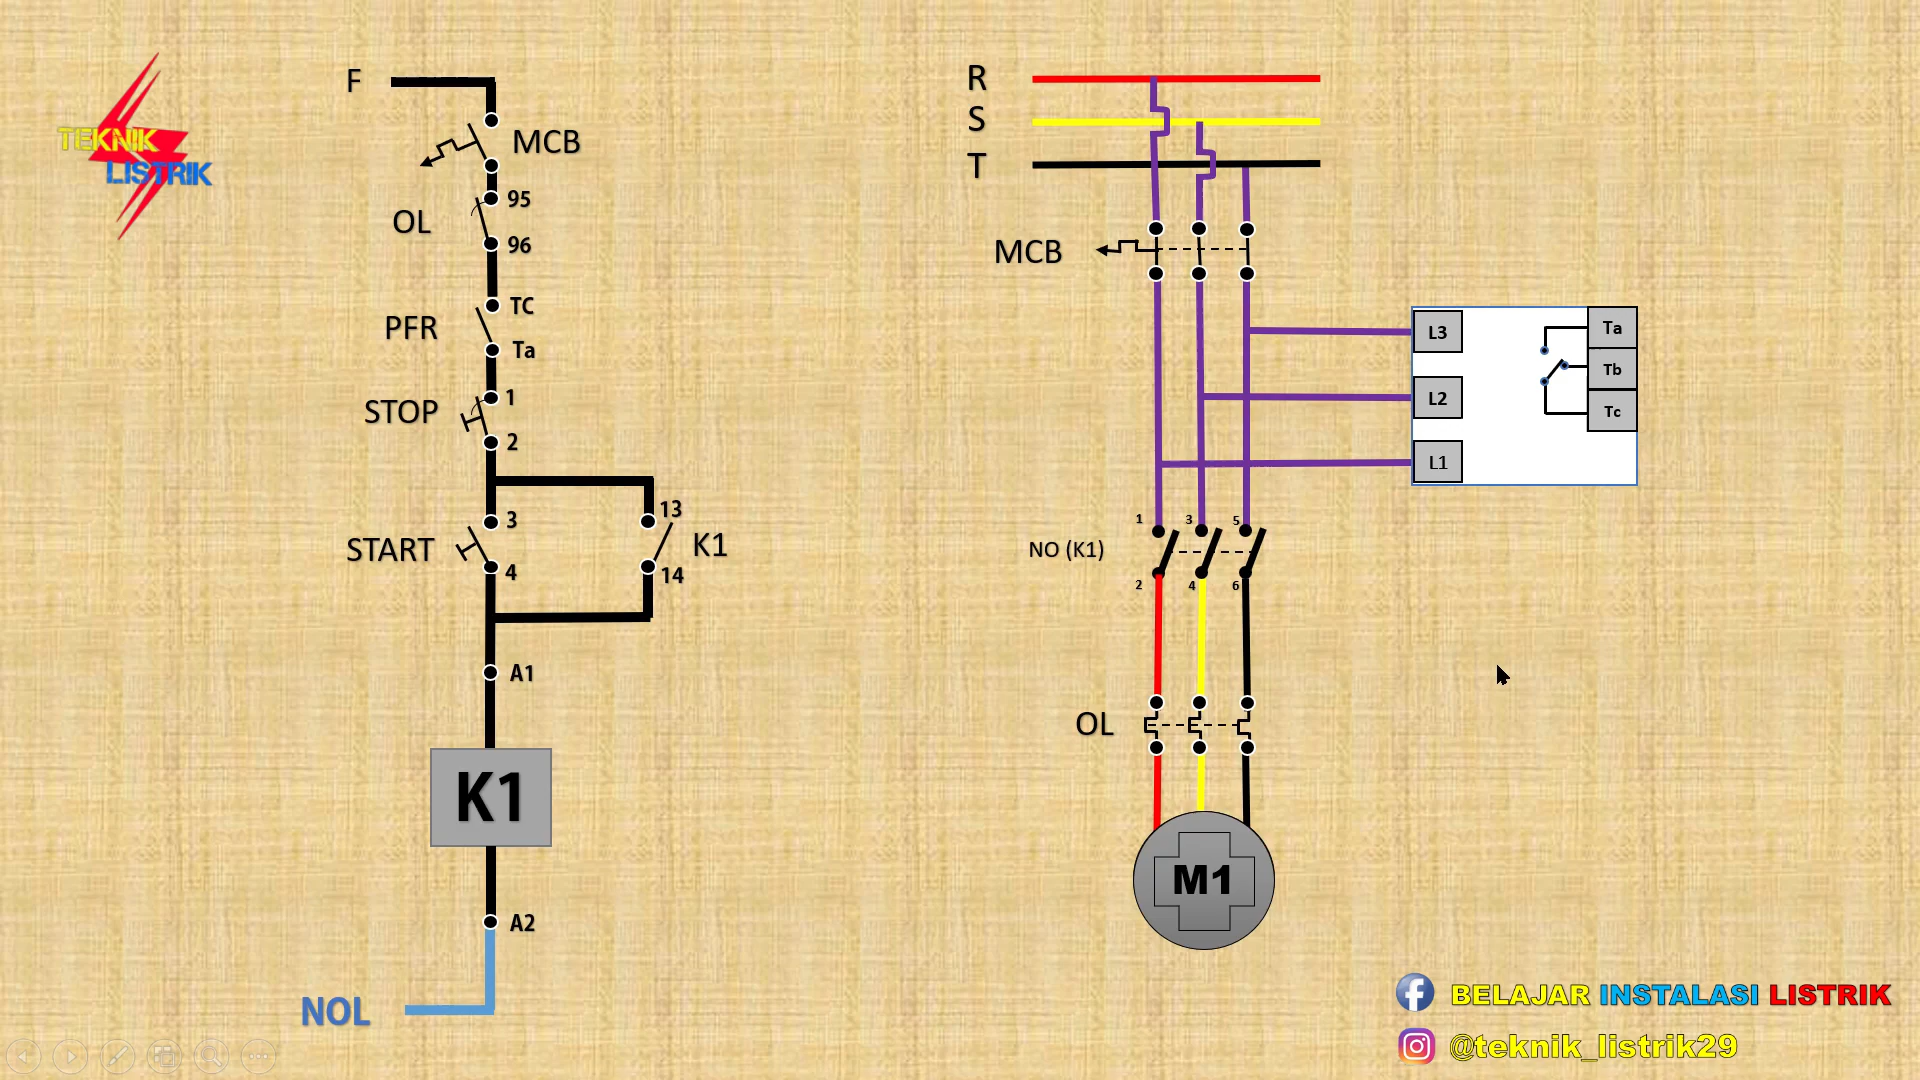 TEKNIK
LISTRIK
F
MCB
95
OL
96
TC
PFR
Ta
1
STOP
2
13
3
START
K1
4
14
A1
K1
A2
NOL
R
S
T
MCB
L3
Ta
L2
Tb
Tc
L1
1
3
5
NO (K1)
2
4
6
OL
M1
BELAJAR INSTALASI LISTRIK
@teknik_listrik29